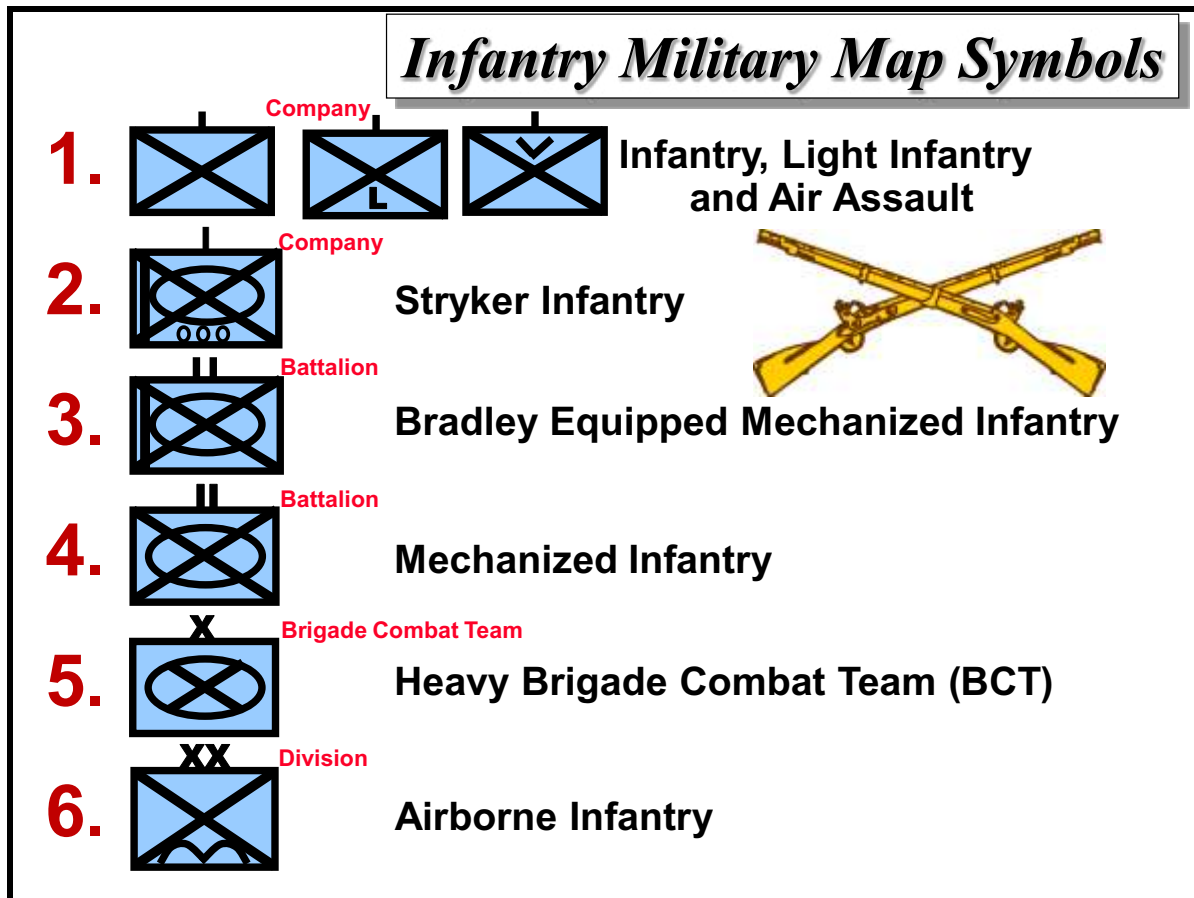 Infantry Military Map Symbols
Company
1.
L
Infantry, Light Infantry
and Air Assault
Company
2.
Stryker Infantry
Battalion
3.
Bradley Equipped Mechanized Infantry
Battalion
4.
Mechanized Infantry
X
Brigade Combat Team
5.
Heavy Brigade Combat Team (BCT)
XX
Division
6.
Airborne Infantry